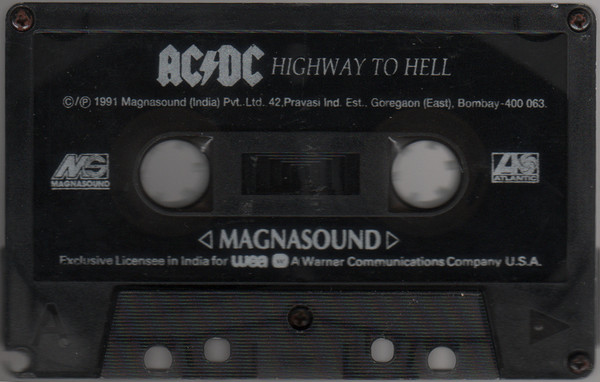 AC⚡DC HIGHWAY TO HELL
©/℗ 1991 Magnasound (India) Pvt..Ltd. 42,Pravasi Ind. Est., Goregaon (East), Bombay-400 063.
MS
MAGNASOUND
ATLANTIC
◁ MAGNASOUND ▷
Exclusive Licensee in India for wea A Warner Communications Company U.S.A.
A